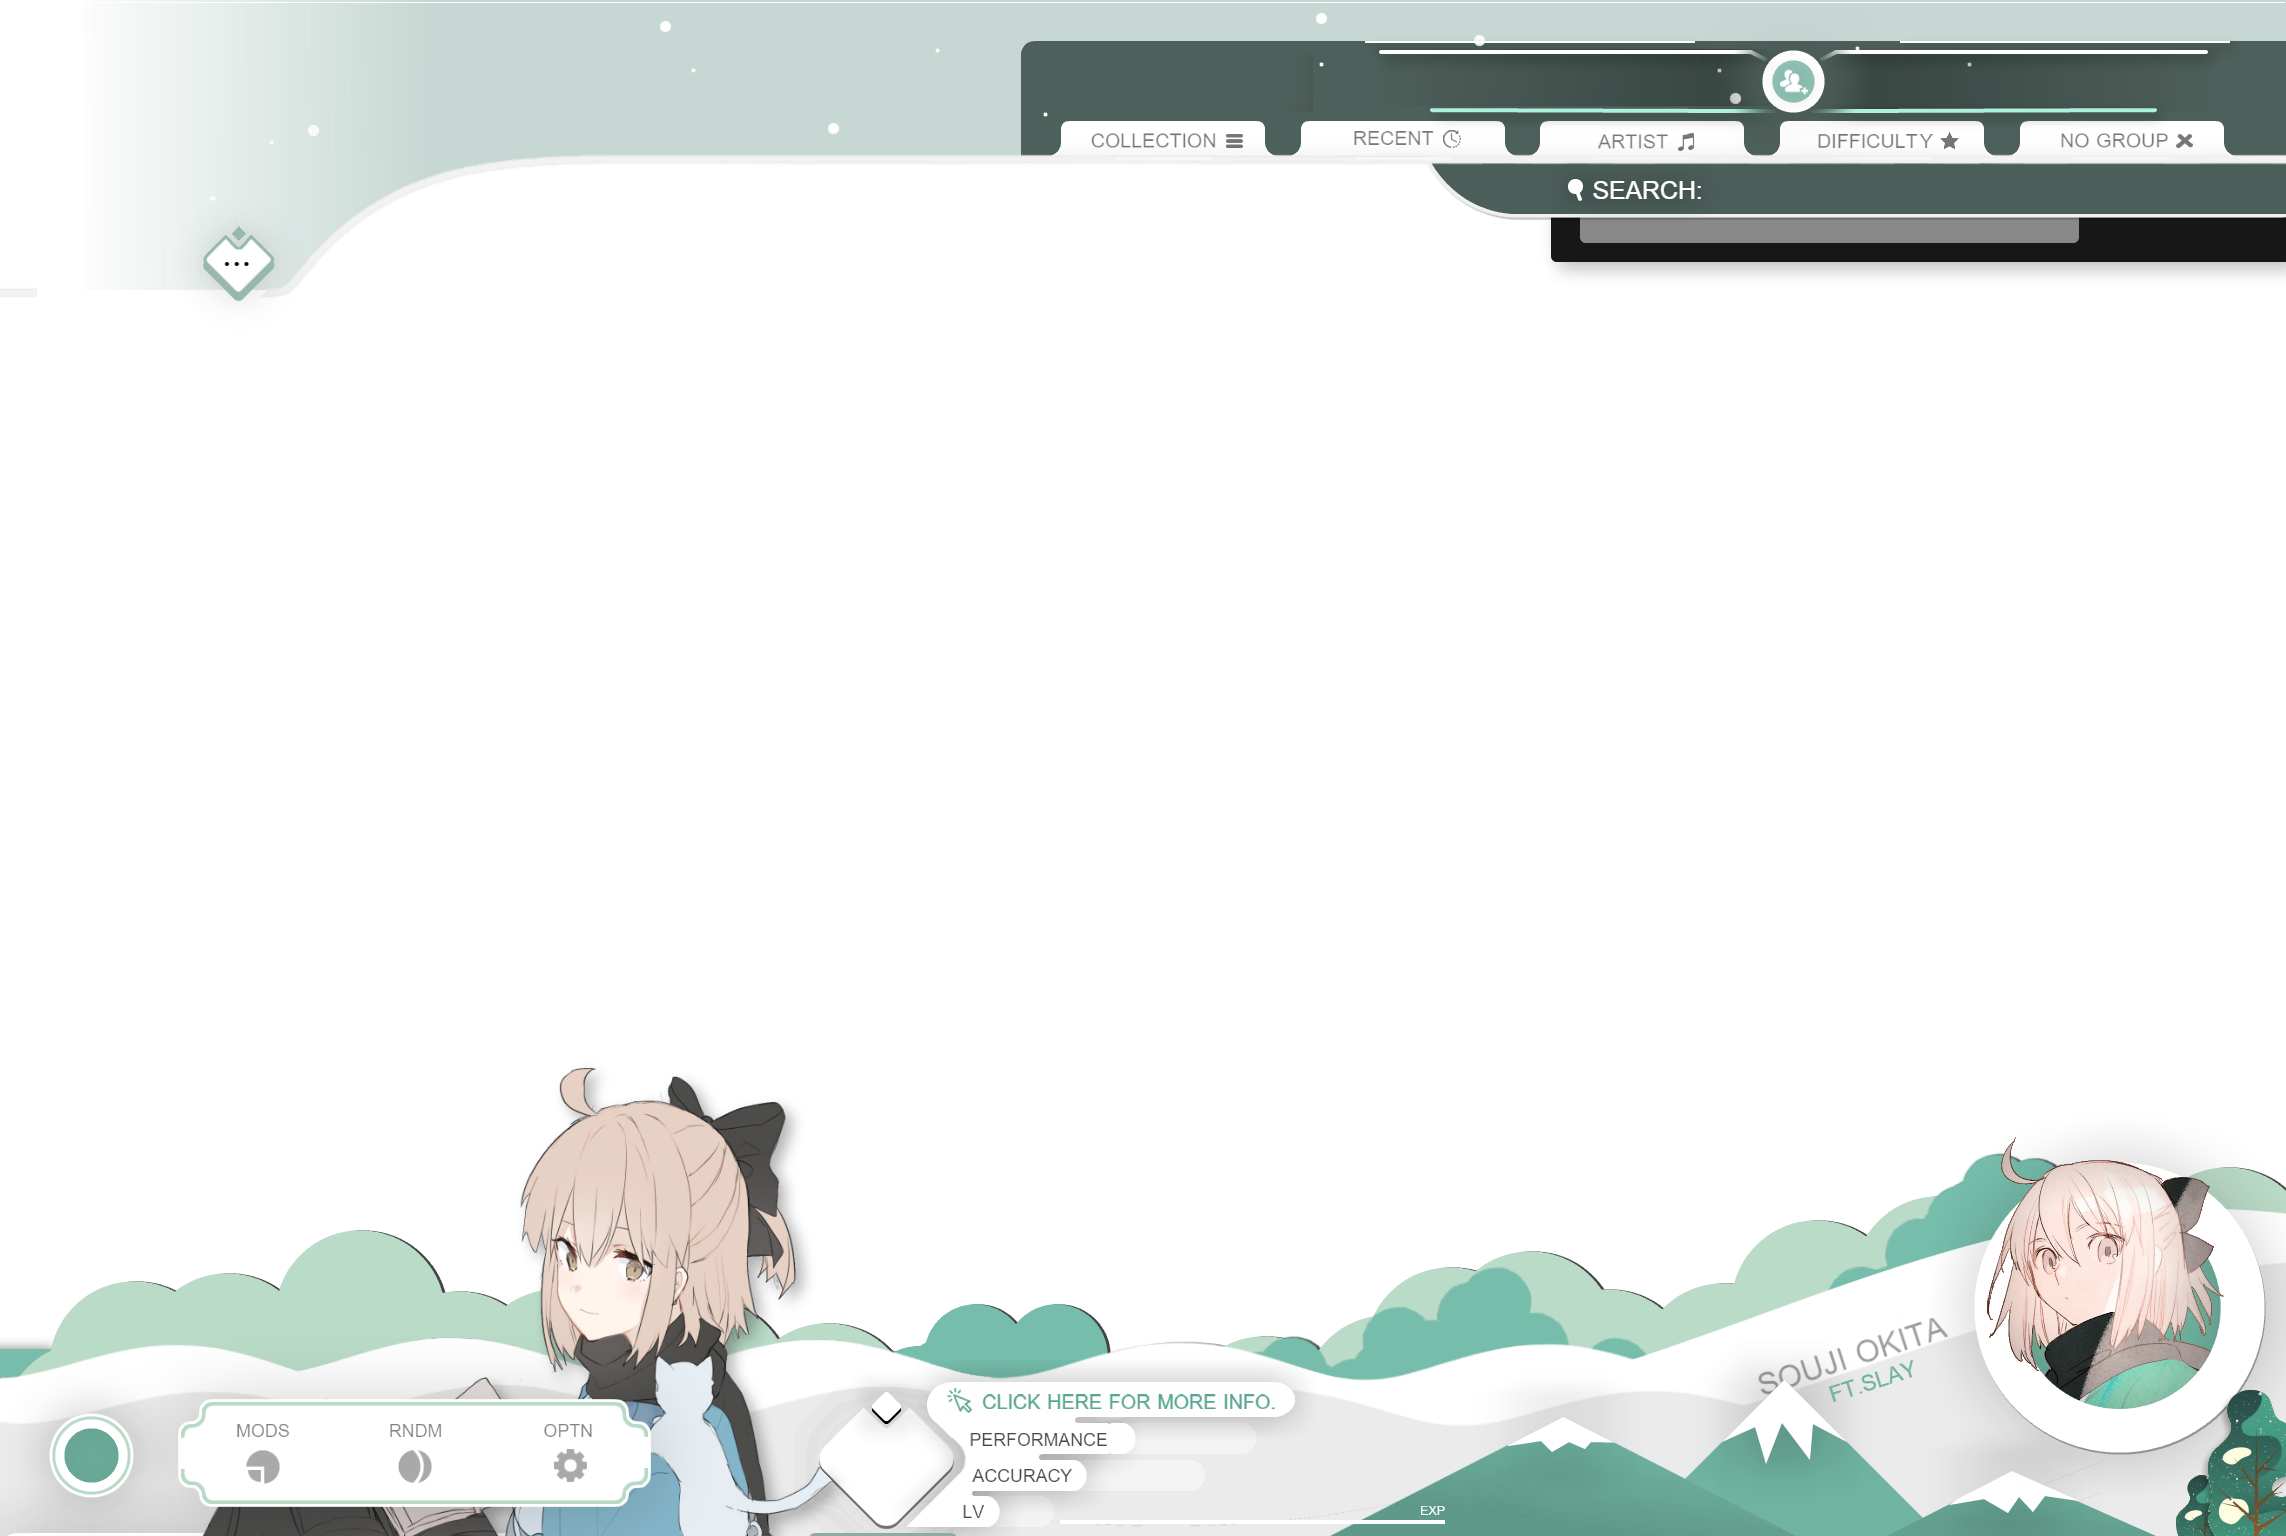 COLLECTION
RECENT
ARTIST
DIFFICULTY
NO GROUP
SEARCH:
SOUJI OKITA
FT.SLAY
CLICK HERE FOR MORE INFO.
MODS
RNDM
OPTN
PERFORMANCE
ACCURACY
LV
EXP